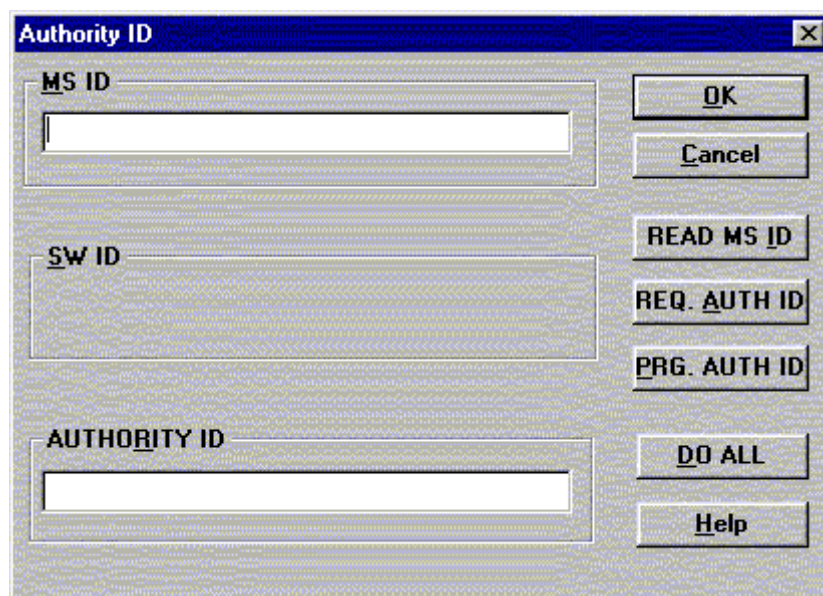 Authority ID
MS ID
OK
Cancel
READ MS ID
SW ID
REQ. AUTH ID
PRG. AUTH ID
AUTHORITY ID
DO ALL
Help